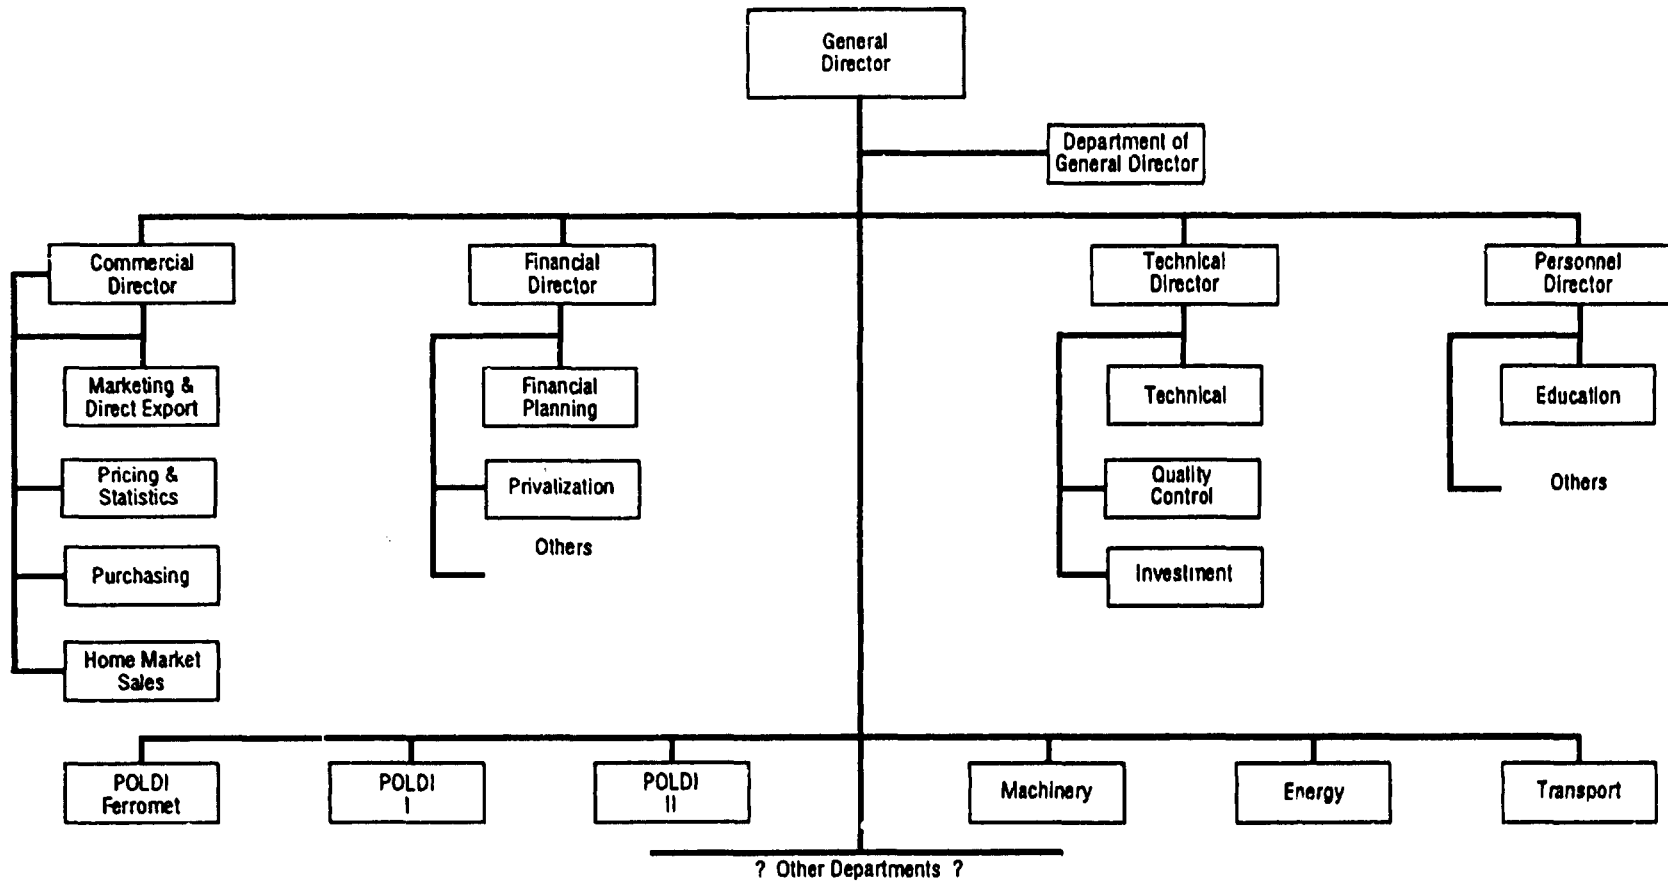 General
Director
Department of
General Director
Commercial
Director
Financial
Director
Technical
Director
Personnel
Director
Marketing &
Direct Export
Financial
Planning
Technical
Education
Pricing &
Statistics
Privalization
Quality
Control
Others
Others
Purchasing
Investment
Home Market
Sales
POLDI
Ferromet
POLDI
I
POLDI
II
Machinery
Energy
Transport
? Other Departments ?